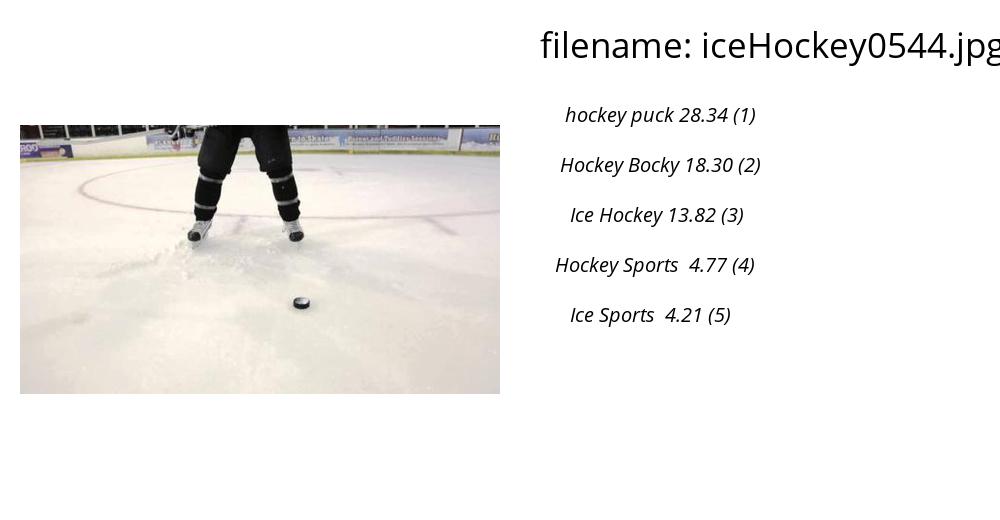 filename: iceHockey0544.jpg
hockey puck 28.34 (1)
Hockey Bocky 18.30 (2)
Ice Hockey 13.82 (3)
Hockey Sports 4.77 (4)
Ice Sports 4.21 (5)